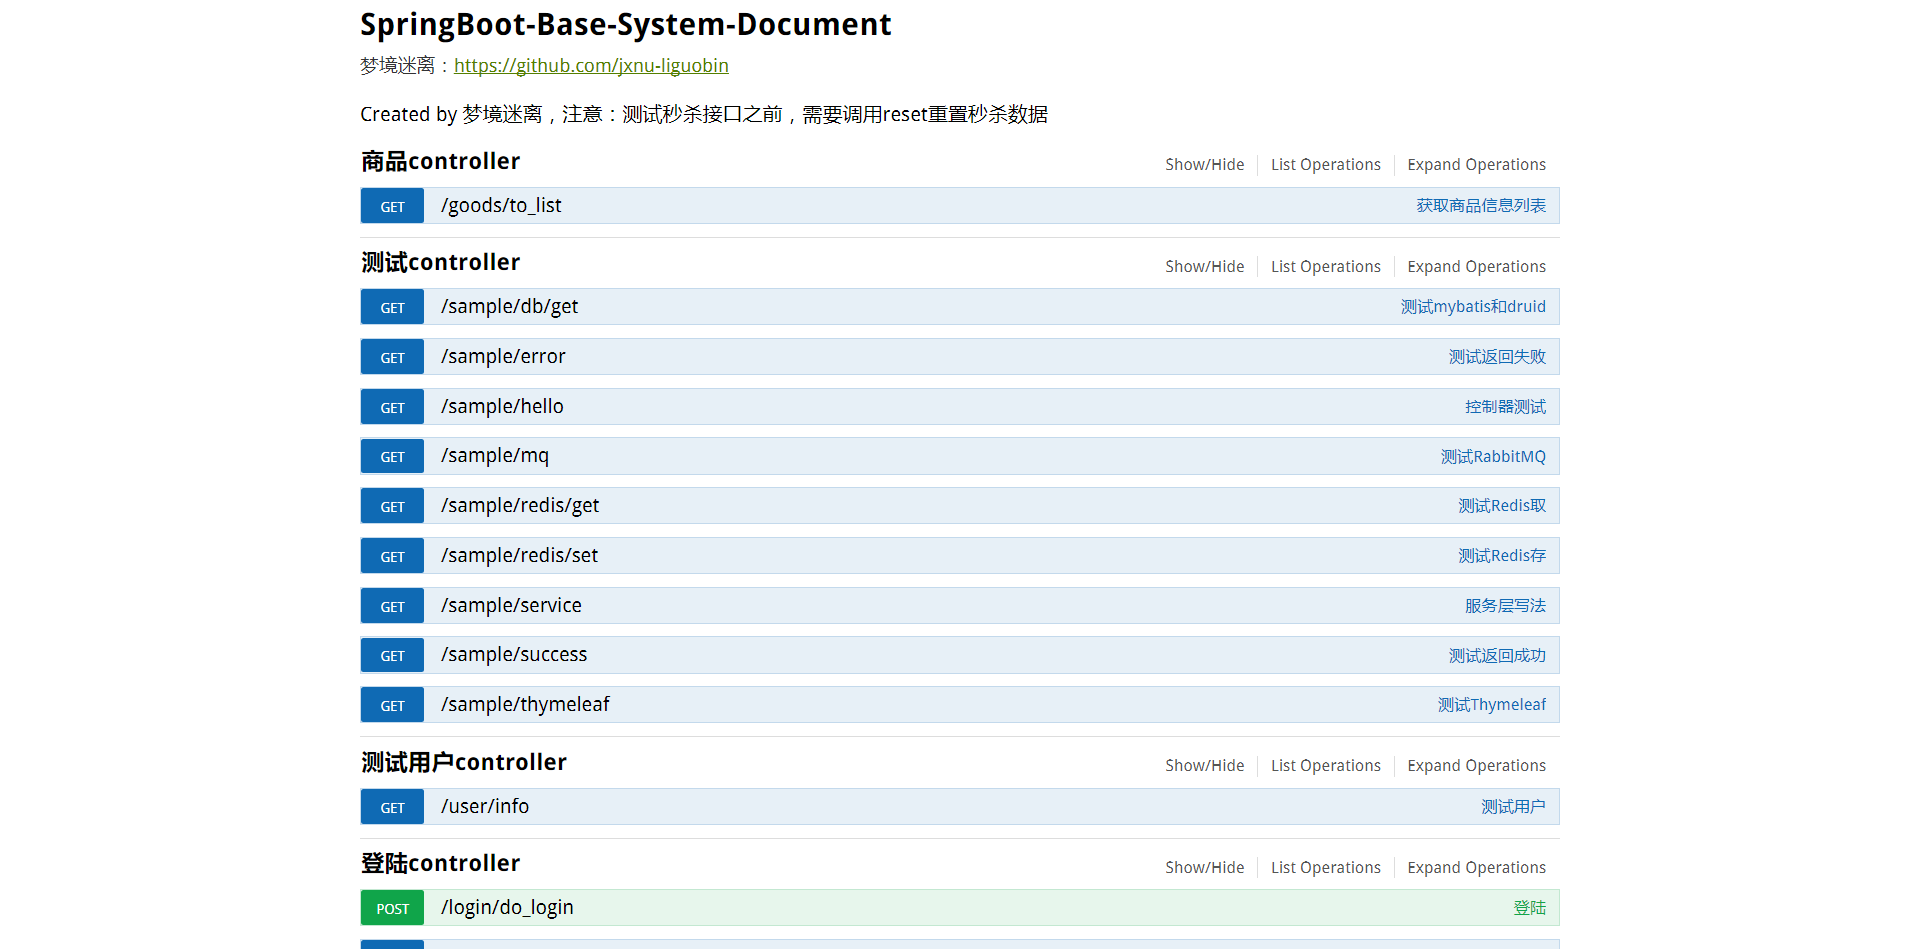 SpringBoot-Base-System-Document
梦境迷离：https://github.com/jxnu-liguobin
Created by 梦境迷离，注意：测试秒杀接口之前，需要调用reset重置秒杀数据
商品controller Show/Hide List Operations Expand Operations
GET /goods/to_list 获取商品信息列表
测试controller Show/Hide List Operations Expand Operations
GET /sample/db/get 测试mybatis和druid
GET /sample/error 测试返回失败
GET /sample/hello 控制器测试
GET /sample/mq 测试RabbitMQ
GET /sample/redis/get 测试Redis取
GET /sample/redis/set 测试Redis存
GET /sample/service 服务层写法
GET /sample/success 测试返回成功
GET /sample/thymeleaf 测试Thymeleaf
测试用户controller Show/Hide List Operations Expand Operations
GET /user/info 测试用户
登陆controller Show/Hide List Operations Expand Operations
POST /login/do_login 登陆